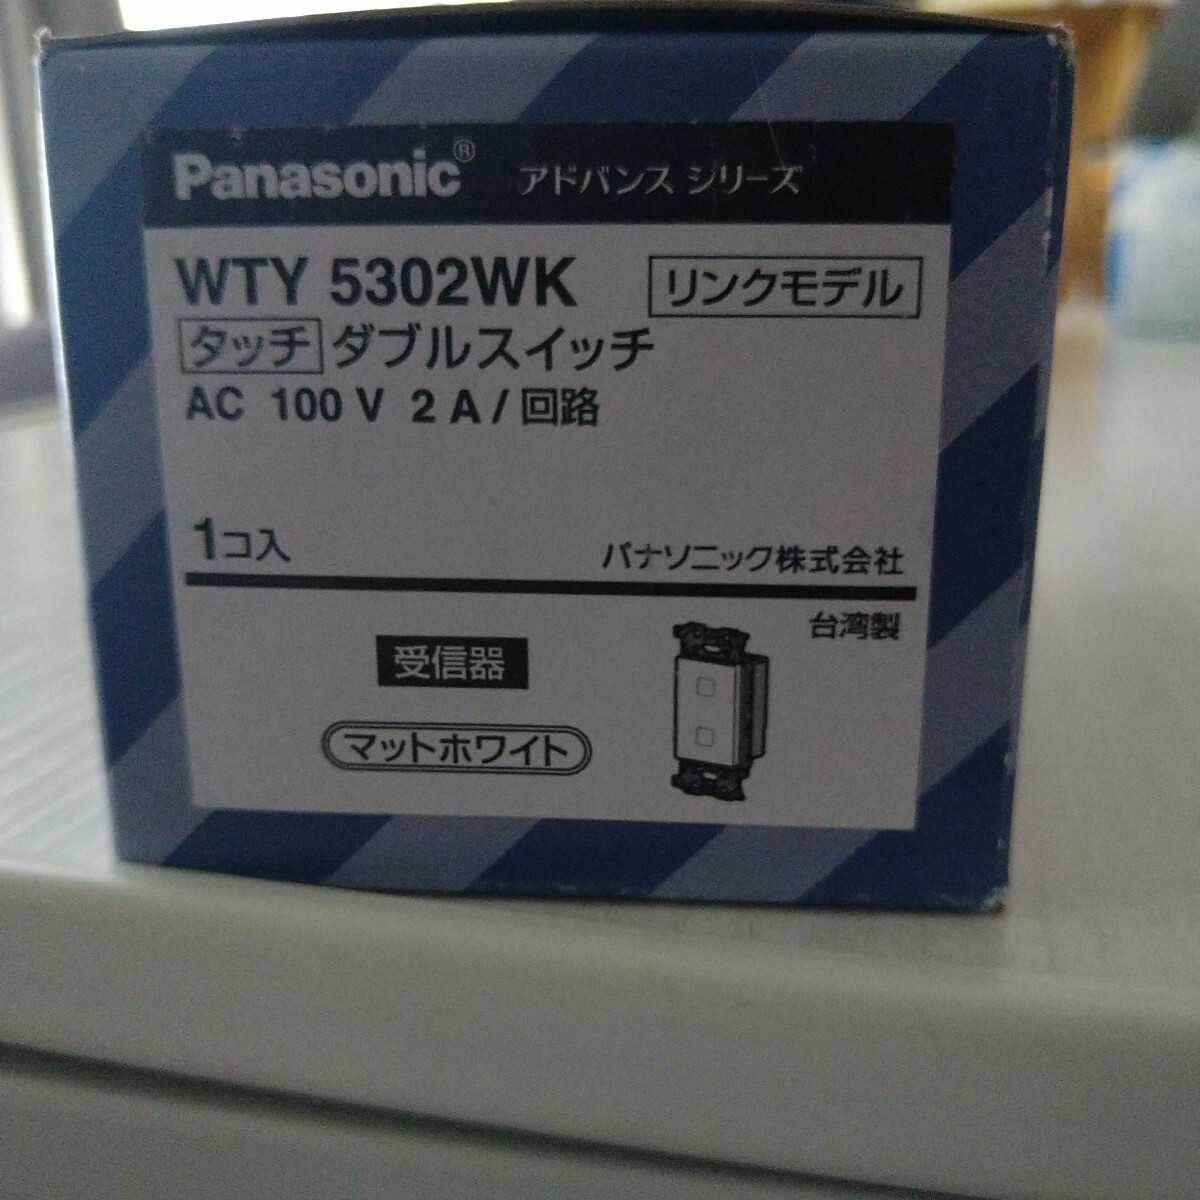 Panasonic® アドバンス シリーズ
WTY 5302WK リンクモデル
タッチ ダブルスイッチ
AC 100 V 2 A / 回路
1コ入 パナソニック株式会社
台湾製
受信器
マットホワイト